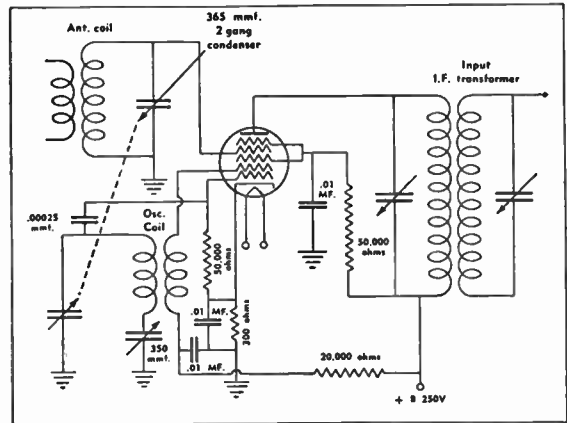 365 mmf.
2 gang
condenser
Ant. coil
Input
I.F. transformer
.00025
mmf.
Osc.
Coil
50,000
ohms
.01
MF.
50,000
ohms
.01 MF.
300 ohms
350
mmf.
.01 MF.
20,000 ohms
+ B 250V